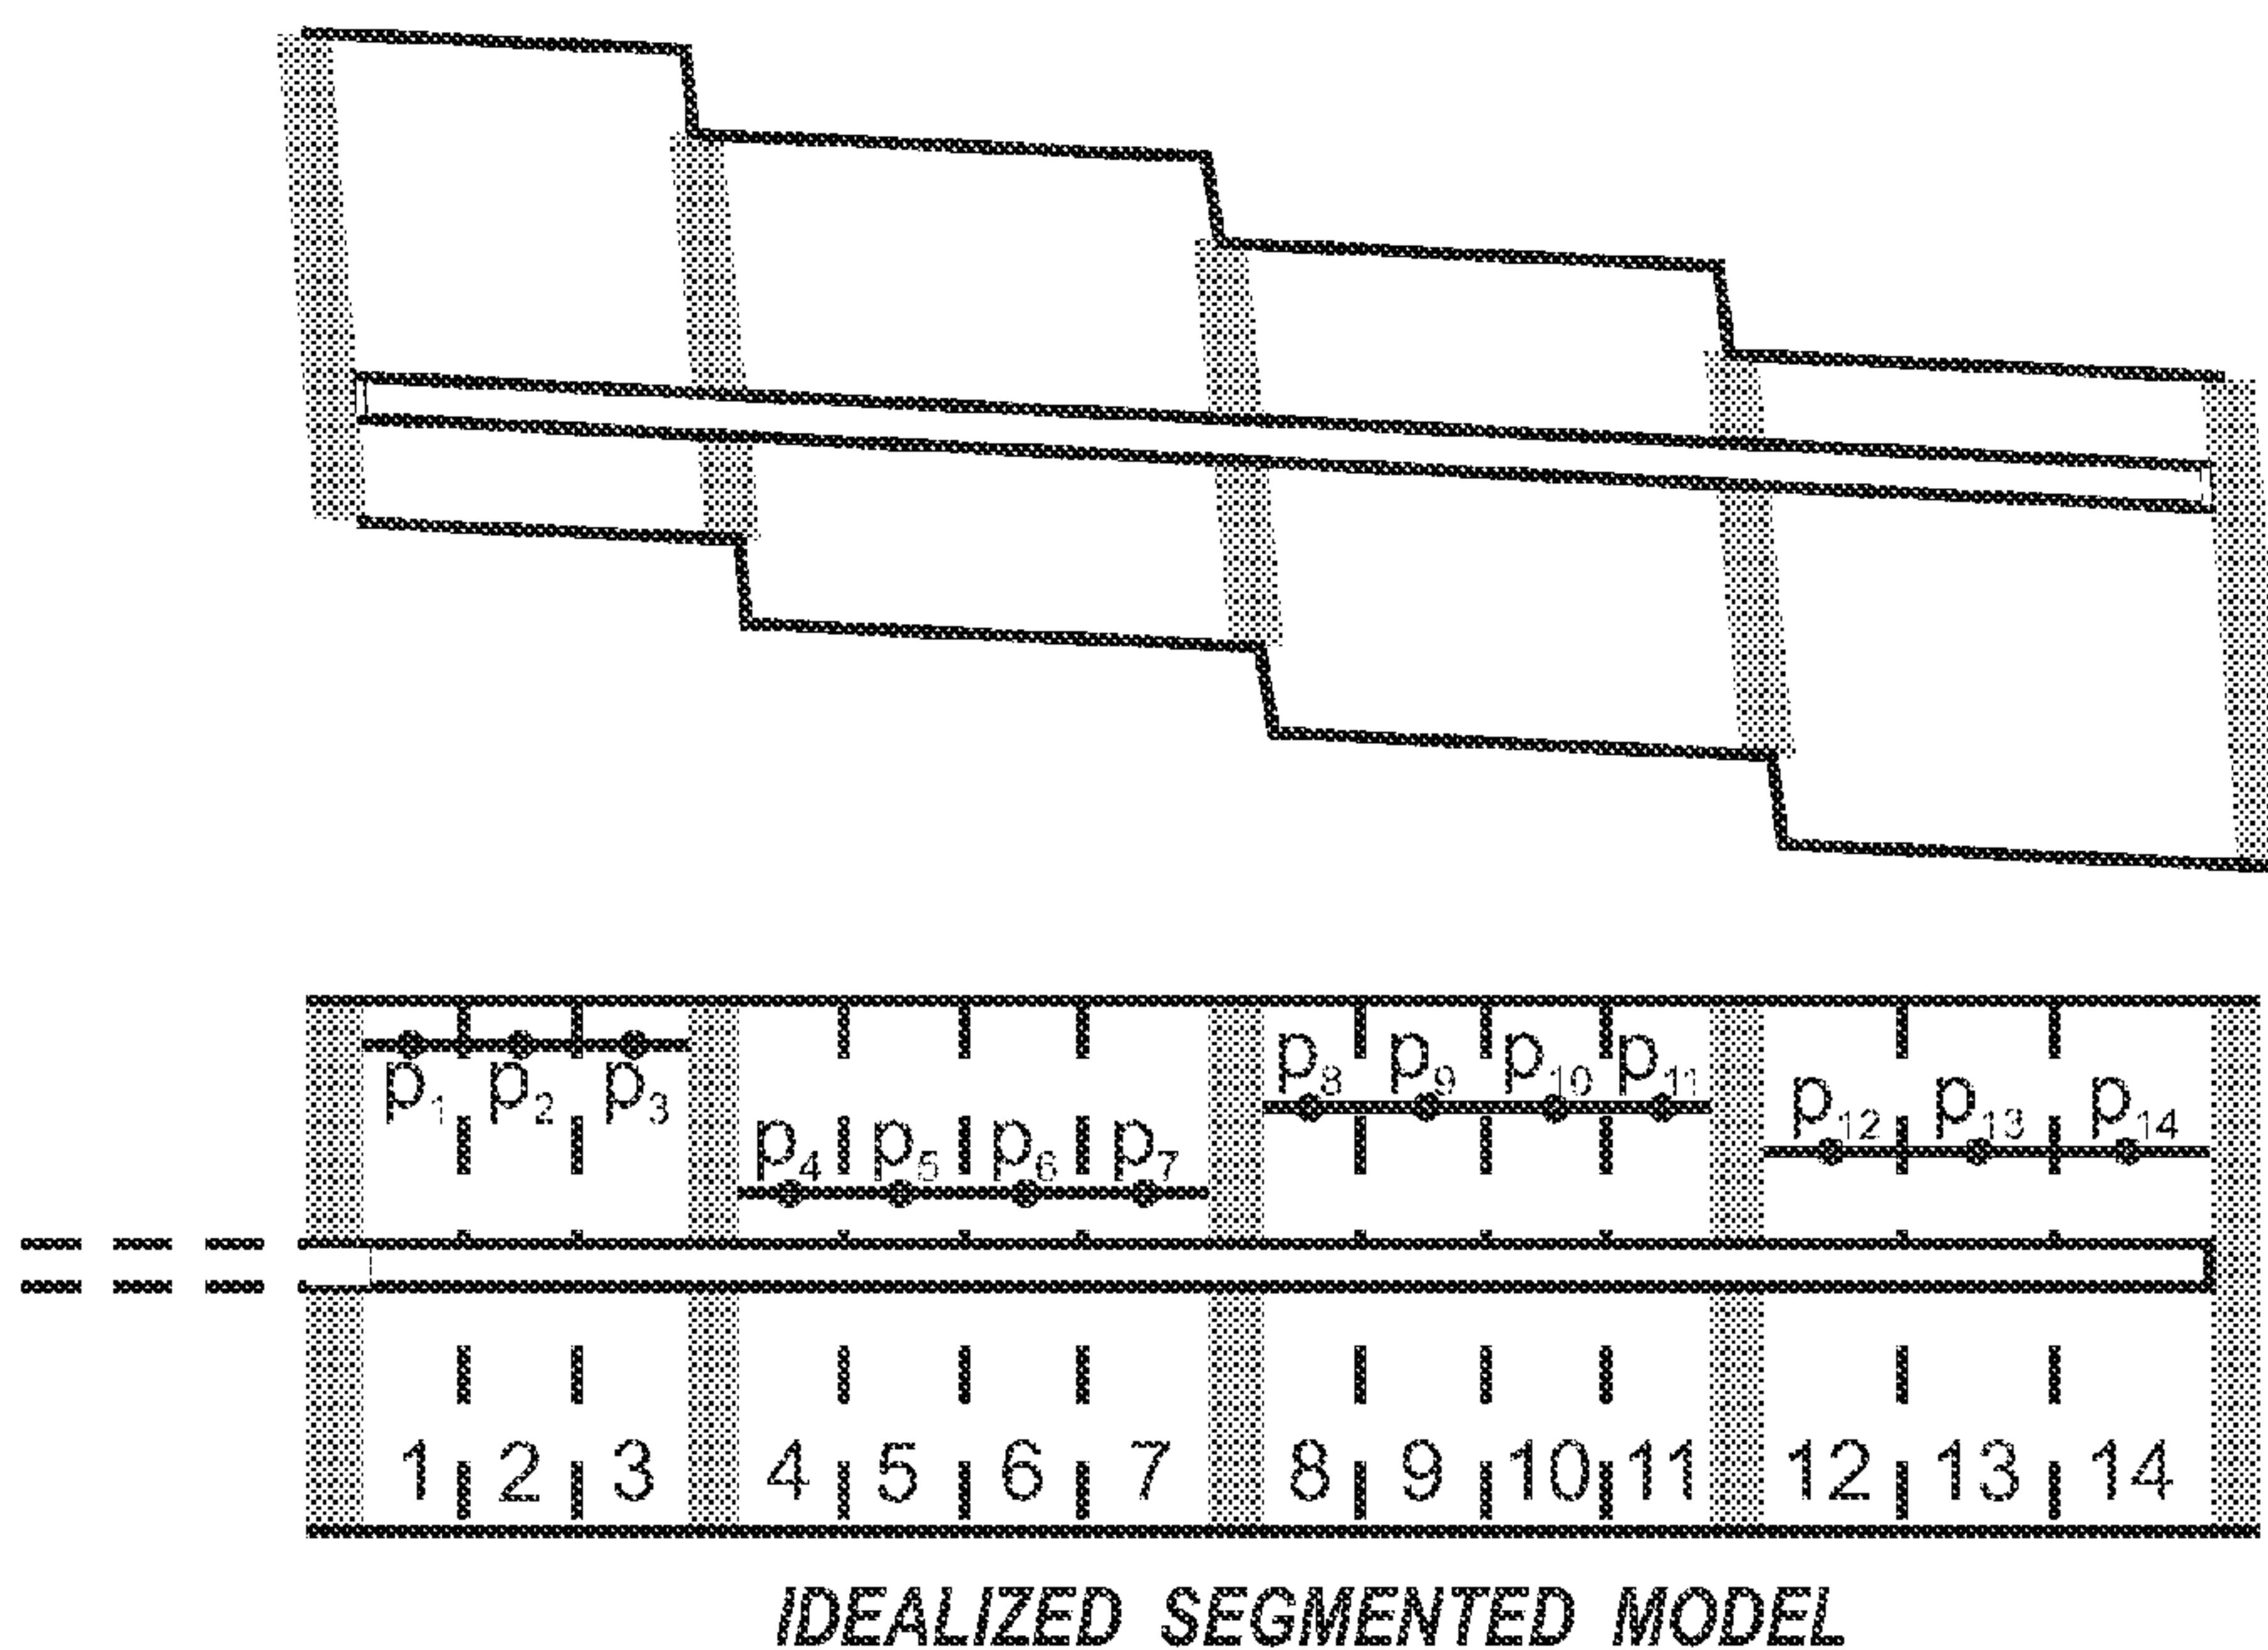 p₁ p₂ p₃ p₄ p₅ p₆ p₇ p₈ p₉ p₁₀ p₁₁ p₁₂ p₁₃ p₁₄
1 2 3 4 5 6 7 8 9 10 11 12 13 14
IDEALIZED SEGMENTED MODEL